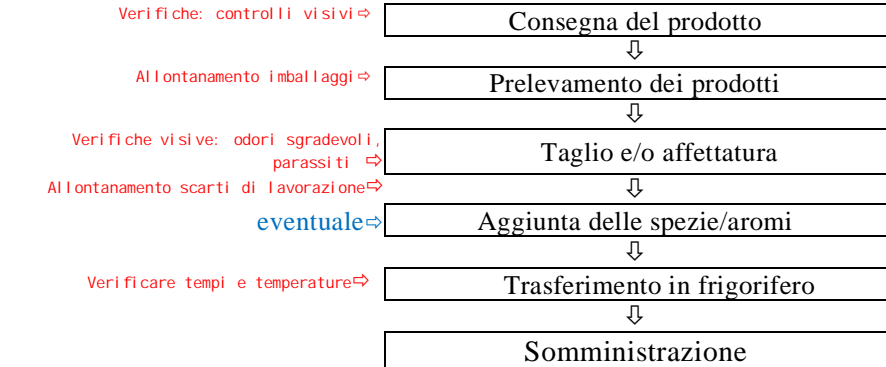 Verifiche: controlli visivi⇨ Consegna del prodotto
⇩
Allontanamento imballaggi⇨ Prelevamento dei prodotti
⇩
Verifiche visive: odori sgradevoli,
parassiti ⇨ Taglio e/o affettatura
Allontanamento scarti di lavorazione⇨ ⇩
eventuale⇨ Aggiunta delle spezie/aromi
⇩
Verificare tempi e temperature⇨ Trasferimento in frigorifero
⇩
Somministrazione